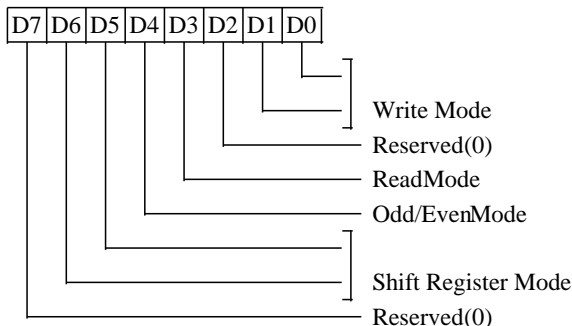 D7 D6 D5 D4 D3 D2 D1 D0
Write Mode
Reserved(0)
ReadMode
Odd/EvenMode
Shift Register Mode
Reserved(0)